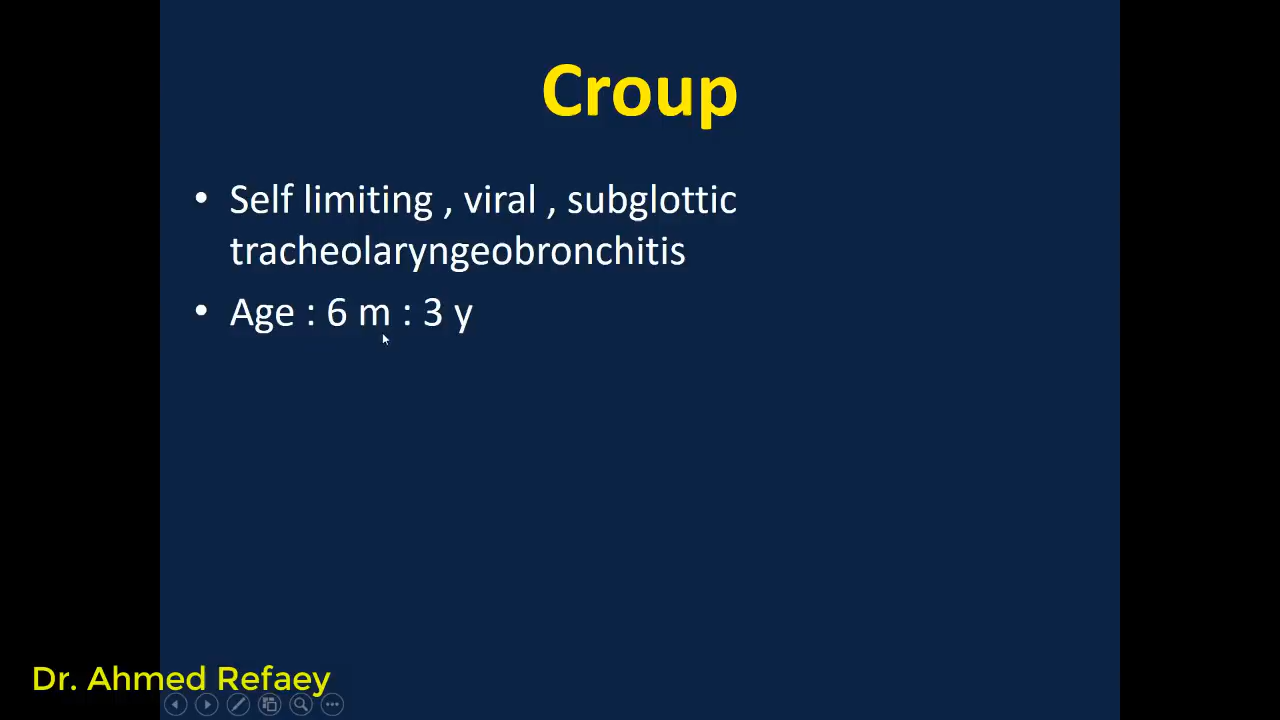 Croup
• Self limiting , viral , subglottic
tracheolaryngeobronchitis
• Age : 6 m : 3 y
Dr. Ahmed Refaey